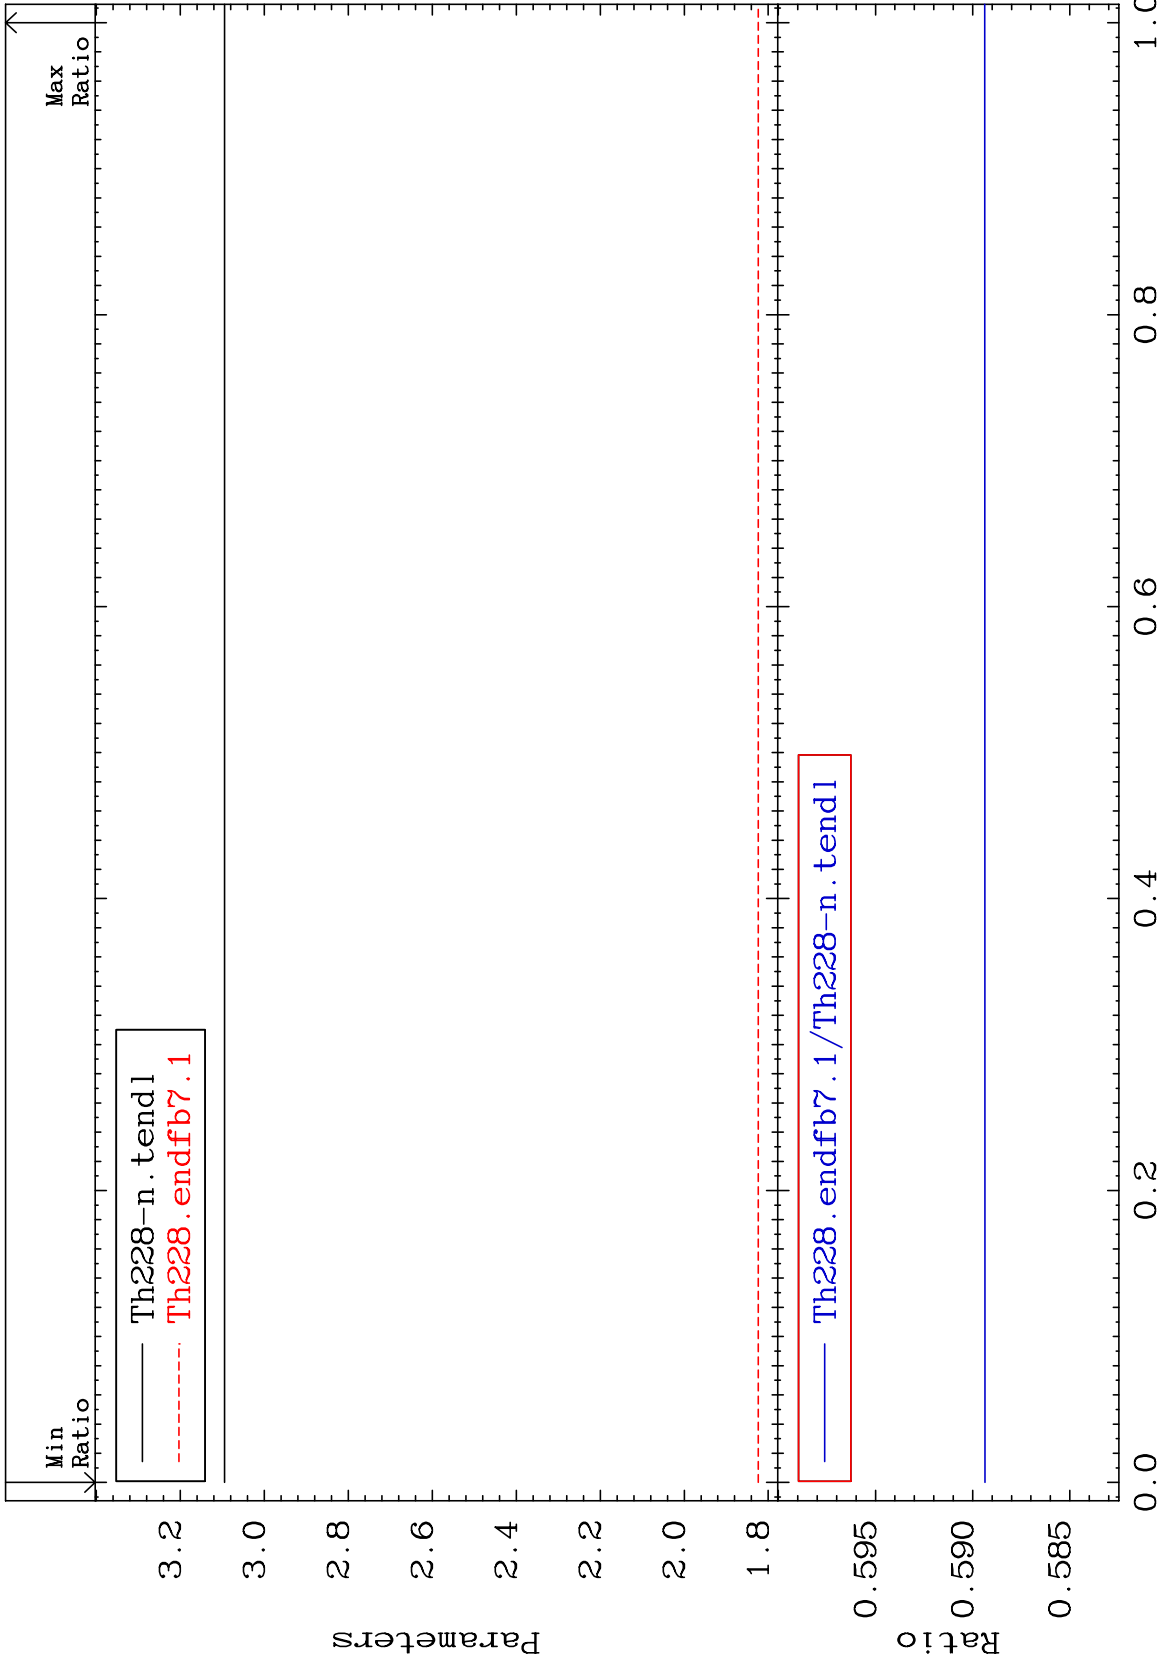 Min
Ratio
Max
Ratio
Th228-n.tendl
Th228.endfb7.1
3.2
3.0
2.8
2.6
2.4
2.2
2.0
1.8
Parameters
Th228.endfb7.1/Th228-n.tendl
0.595
0.590
0.585
Ratio
0.0
0.2
0.4
0.6
0.8
1.0